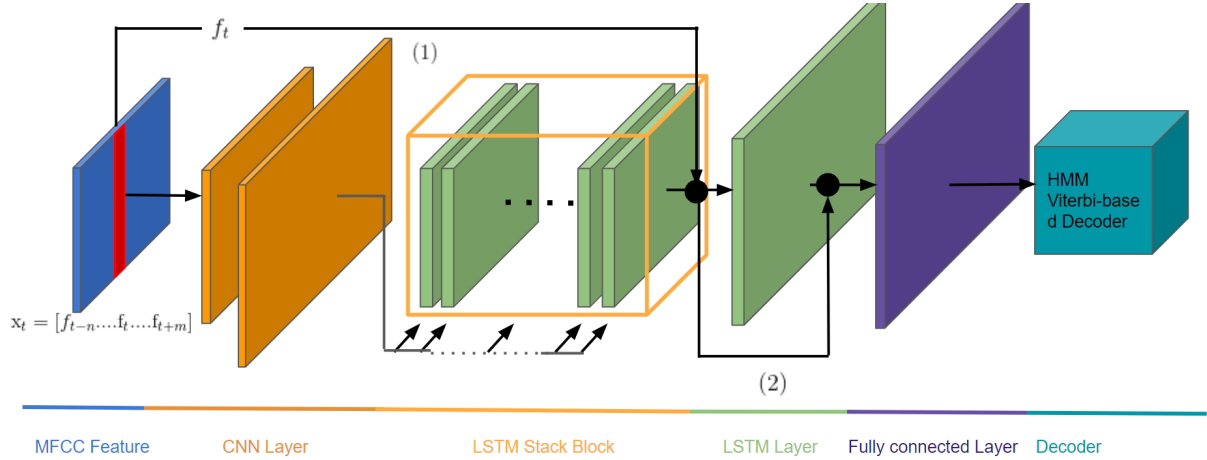 f_t
(1)
HMM
Viterbi-base
d Decoder
x_t = [f_{t-n}....f_t....f_{t+m}]
(2)
MFCC Feature
CNN Layer
LSTM Stack Block
LSTM Layer
Fully connected Layer
Decoder